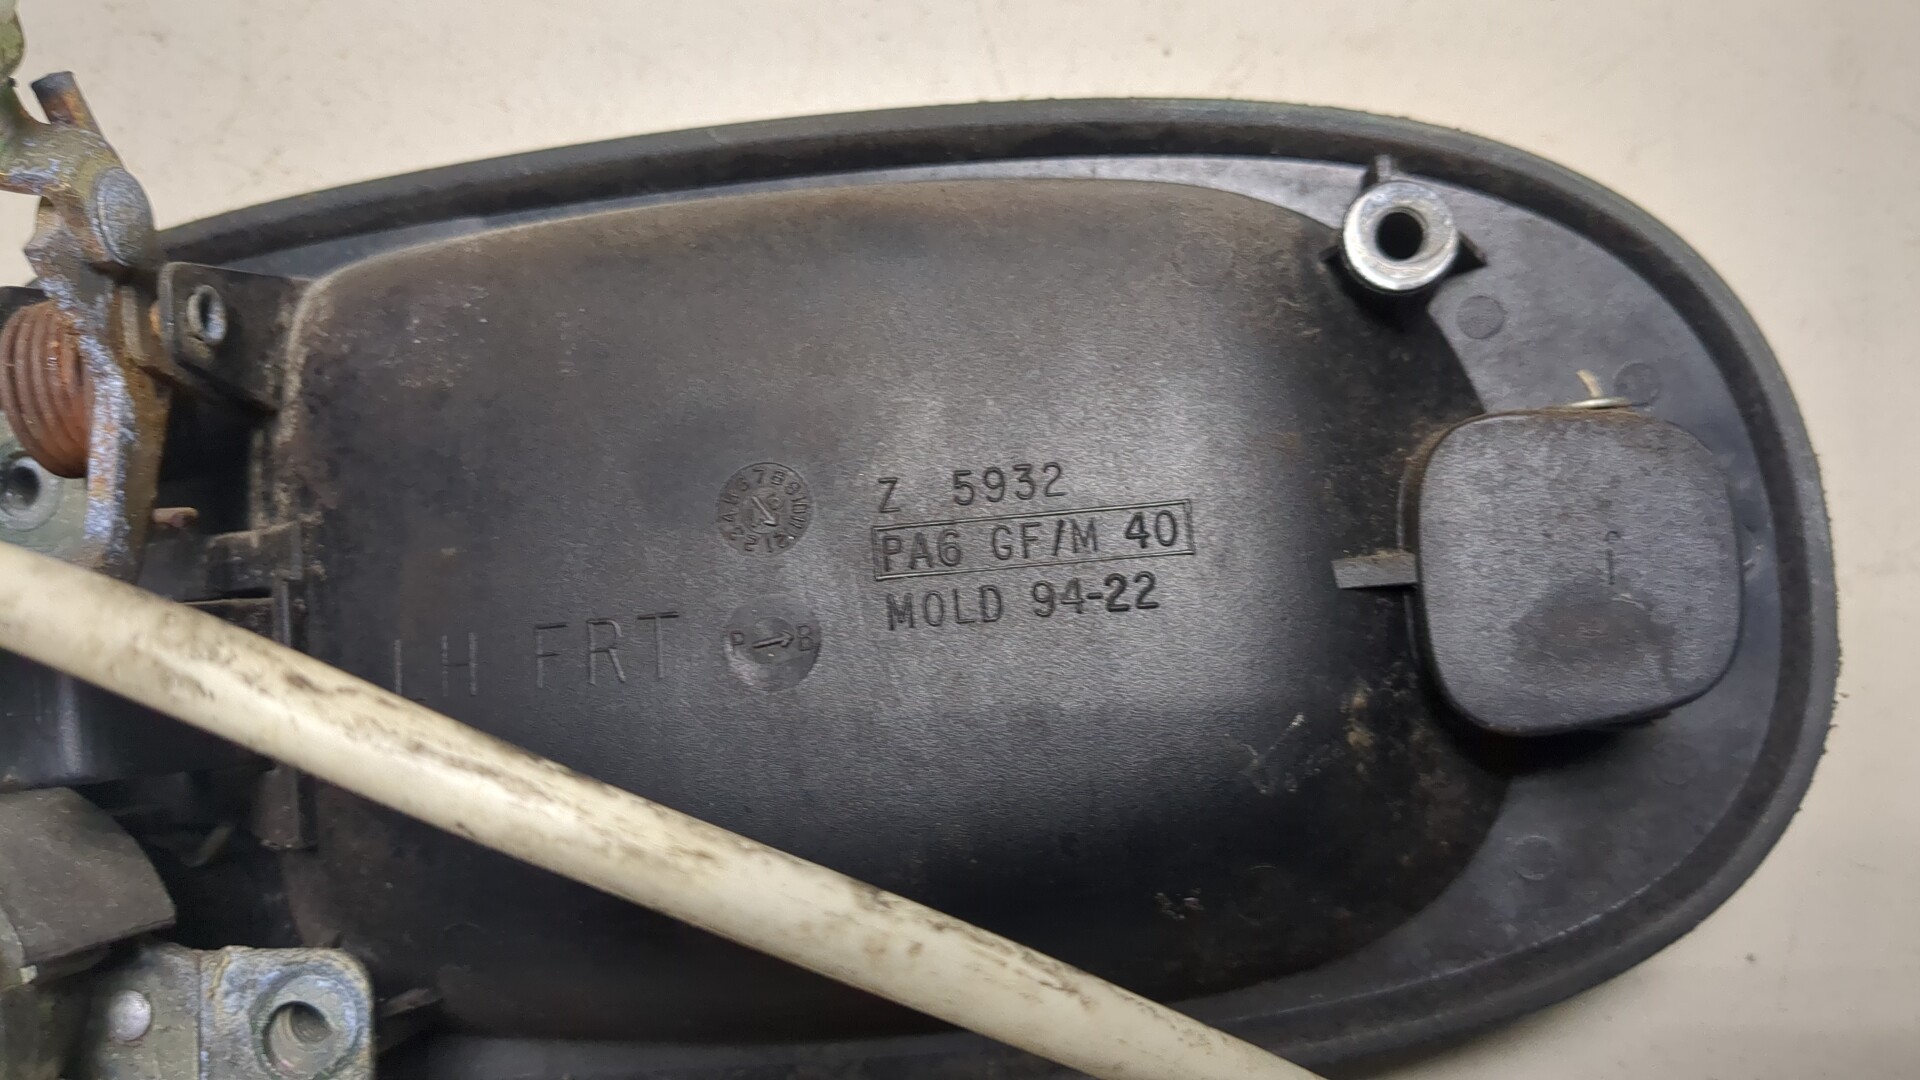 Z 5932
PA6 GF/M 40
MOLD 94-22
LH FRT
P→B